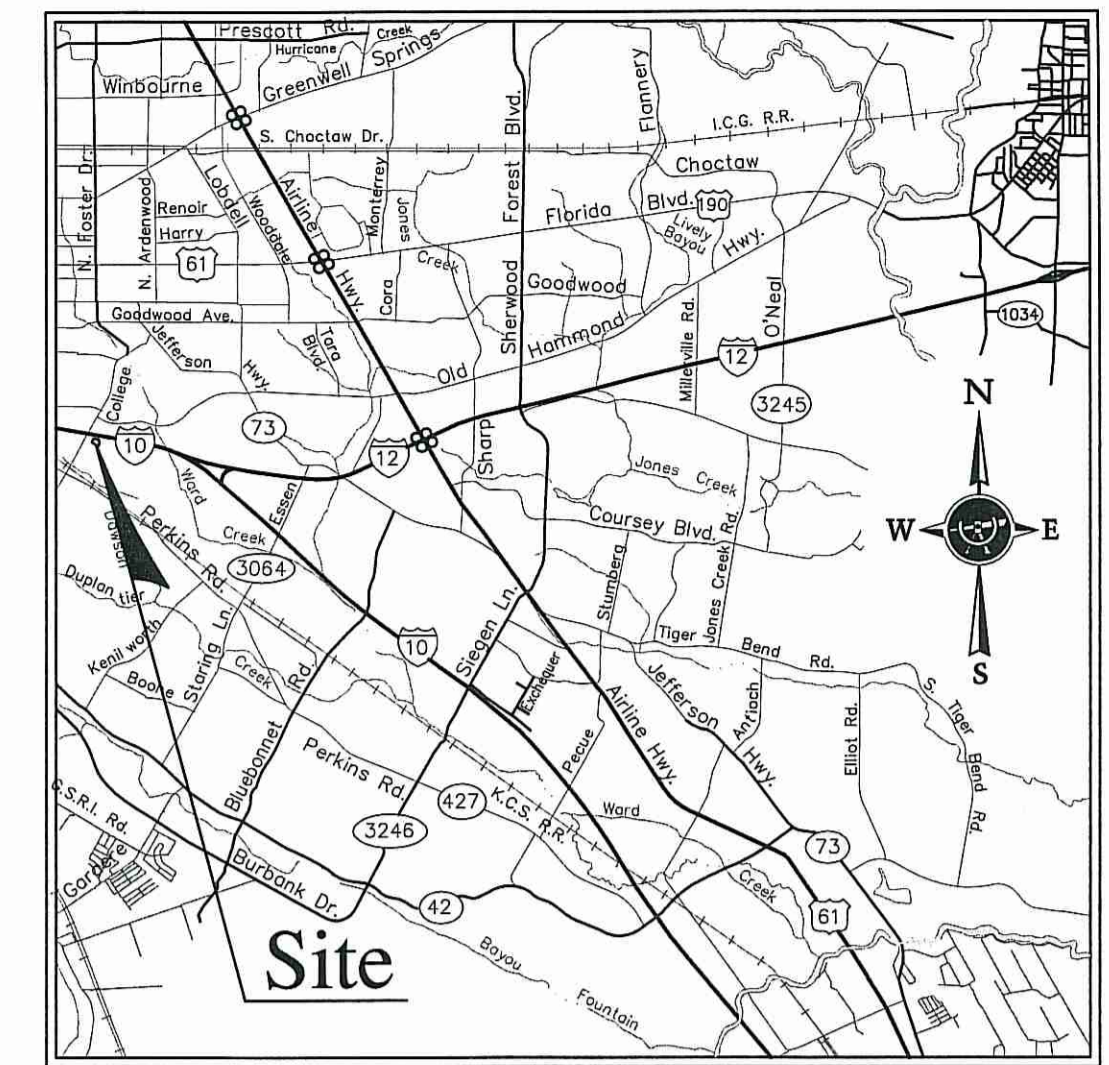 Prescott Rd.
Creek
Hurricane
Springs
Greenwell
Winbourne
Flannery
I.C.G. R.R.
S. Choctaw Dr.
Choctaw
N. Foster Dr.
Lobdell
Airline
Hwy.
Monterrey
Jones
Creek
Sherwood Forest Blvd.
Florida Blvd.
190
Lively
Bayou
Hwy.
N. Ardenwood
Renoir
Harry
Wooddale
61
Cora
Goodwood
Goodwood Ave.
Hammond
Old
Millerville Rd.
O'Neal
1034
12
Jefferson
Hwy.
Tara
Blvd.
College
73
3245
10
12
Sharp
N
Jones Creek
Ward
Creek
Essen
Coursey Blvd.
Jones Creek Rd.
W
E
S
Dawson
Perkins Rd.
3064
Duplantier
Stumberg
Kenilworth
Staring Ln.
Boone
Creek
Rd.
Bluebonnet
10
Siegen Ln.
Exchequer
Tiger Bend Rd.
Jefferson
Hwy.
Antioch
Elliot Rd.
S. Tiger Bend Rd.
Airline Hwy.
Pecue
Perkins Rd.
427
K.C.S. R.R.
Ward
Creek
3246
73
G.S.R.I. Rd.
Gardere
Burbank Dr.
42
61
Bayou
Fountain
Site